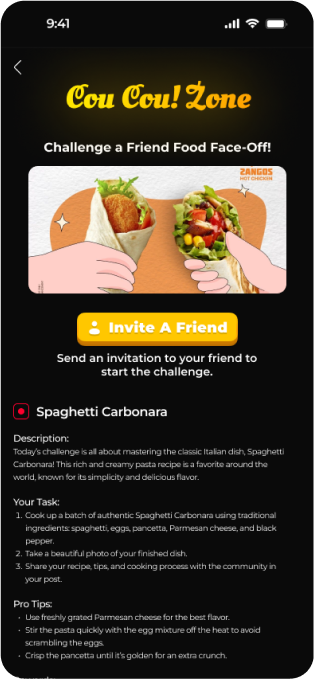 9:41
Cou Cou! Zone
Challenge a Friend Food Face-Off!
ZANGOS
HOT CHICKEN
Invite A Friend
Send an invitation to your friend to
start the challenge.
Spaghetti Carbonara
Description:
Today's challenge is all about mastering the classic Italian dish, Spaghetti
Carbonara! This rich and creamy pasta recipe is a favorite around the
world, known for its simplicity and delicious flavor.
Your Task:
1. Cook up a batch of authentic Spaghetti Carbonara using traditional
ingredients: spaghetti, eggs, pancetta, Parmesan cheese, and black
pepper.
2. Take a beautiful photo of your finished dish.
3. Share your recipe, tips, and cooking process with the community in
your post.
Pro Tips:
• Use freshly grated Parmesan cheese for the best flavor.
• Stir the pasta quickly with the egg mixture off the heat to avoid
scrambling the eggs.
• Crisp the pancetta until it's golden for an extra crunch.